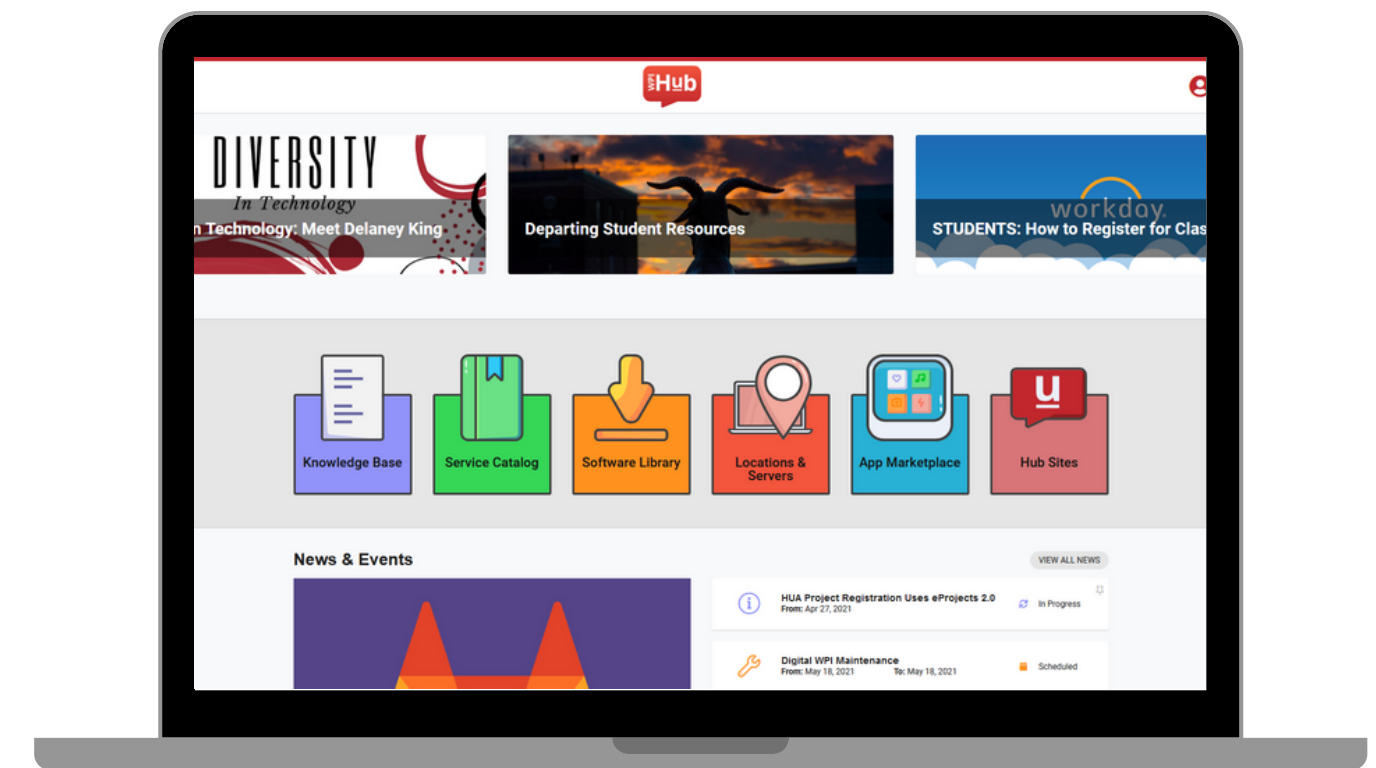 WPI Hub
DIVERSITY
In Technology
n Technology: Meet Delaney King
Departing Student Resources
workday.
STUDENTS: How to Register for Clas
Knowledge Base
Service Catalog
Software Library
Locations &
Servers
App Marketplace
u
Hub Sites
News & Events
VIEW ALL NEWS
HUA Project Registration Uses eProjects 2.0
From: Apr 27, 2021
In Progress
Digital WPI Maintenance
From: May 18, 2021 To: May 18, 2021
Scheduled